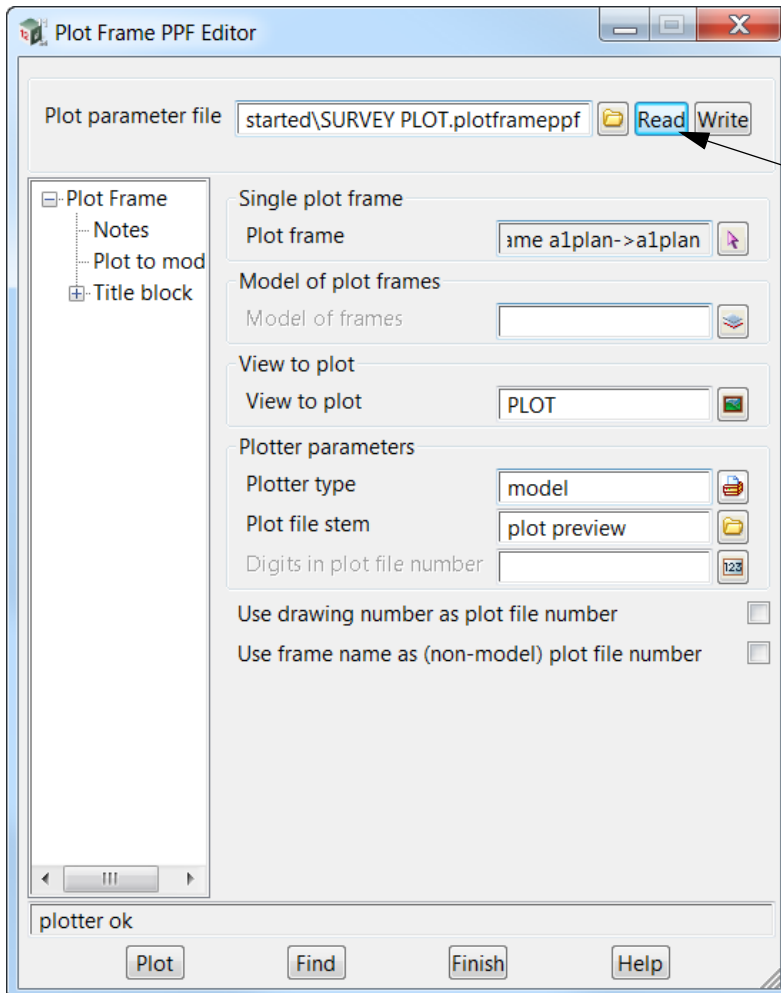 Plot Frame PPF Editor
Plot parameter file started\SURVEY PLOT.plotframeppf Read Write
Plot Frame
Notes
Plot to mod
Title block
Single plot frame
Plot frame ame a1plan->a1plan
Model of plot frames
Model of frames
View to plot
View to plot PLOT
Plotter parameters
Plotter type model
Plot file stem plot preview
Digits in plot file number 123
Use drawing number as plot file number
Use frame name as (non-model) plot file number
plotter ok
Plot Find Finish Help